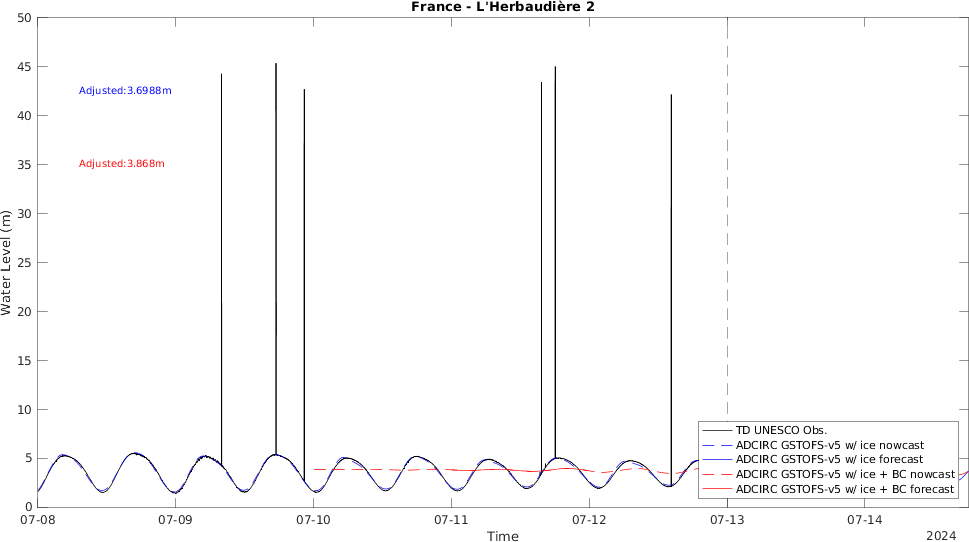 France - L'Herbaudière 2
50
45
40
35
30
25
20
15
10
5
0
Water Level (m)
Adjusted:3.6988m
Adjusted:3.868m
TD UNESCO Obs.
ADCIRC GSTOFS-v5 w/ ice nowcast
ADCIRC GSTOFS-v5 w/ ice forecast
ADCIRC GSTOFS-v5 w/ ice + BC nowcast
ADCIRC GSTOFS-v5 w/ ice + BC forecast
07-08 07-09 07-10 07-11 07-12 07-13 07-14
Time
2024